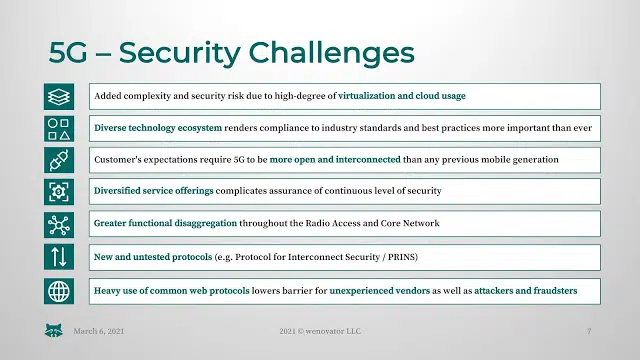 5G – Security Challenges
Added complexity and security risk due to high-degree of virtualization and cloud usage
Diverse technology ecosystem renders compliance to industry standards and best practices more important than ever
Customer's expectations require 5G to be more open and interconnected than any previous mobile generation
Diversified service offerings complicates assurance of continuous level of security
Greater functional disaggregation throughout the Radio Access and Core Network
New and untested protocols (e.g. Protocol for Interconnect Security / PRINS)
Heavy use of common web protocols lowers barrier for unexperienced vendors as well as attackers and fraudsters
March 6, 2021 2021 © wenovator LLC 7